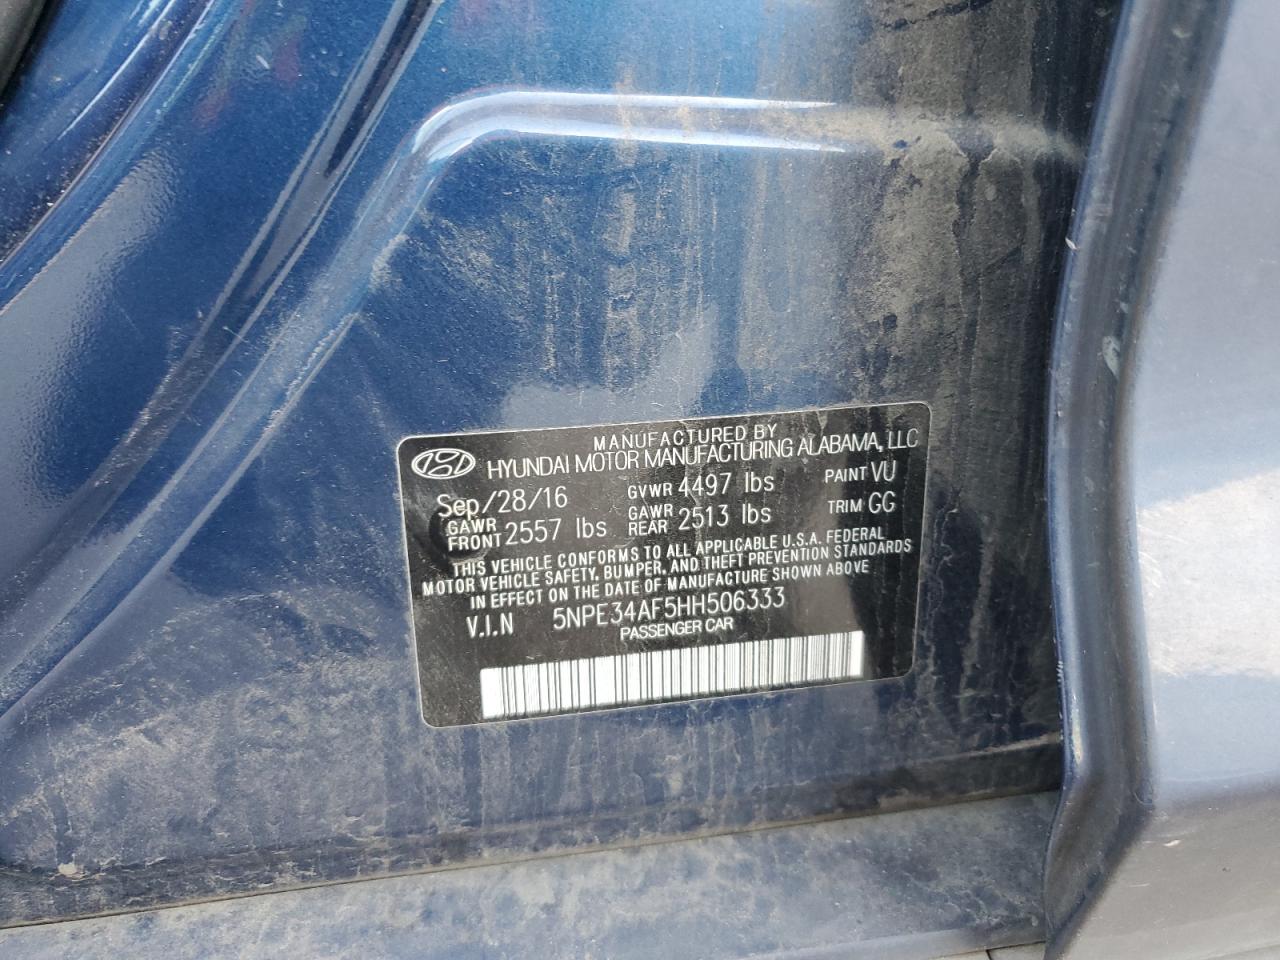 MANUFACTURED BY
HYUNDAI MOTOR MANUFACTURING ALABAMA, LLC
Sep/28/16 GVWR 4497 lbs PAINT VU
GAWR FRONT 2557 lbs GAWR REAR 2513 lbs TRIM GG
THIS VEHICLE CONFORMS TO ALL APPLICABLE U.S.A. FEDERAL
MOTOR VEHICLE SAFETY, BUMPER, AND THEFT PREVENTION STANDARDS
IN EFFECT ON THE DATE OF MANUFACTURE SHOWN ABOVE
V.I.N 5NPE34AF5HH506333
PASSENGER CAR